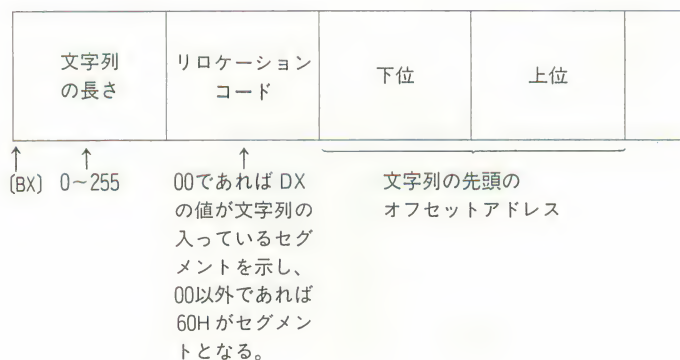 文字列
の長さ
リロケーション
コード
下位
上位
(BX)
0~255
00であれば DX
の値が文字列の
入っているセグ
メントを示し、
00以外であれば
60H がセグメン
トとなる。
文字列の先頭の
オフセットアドレス